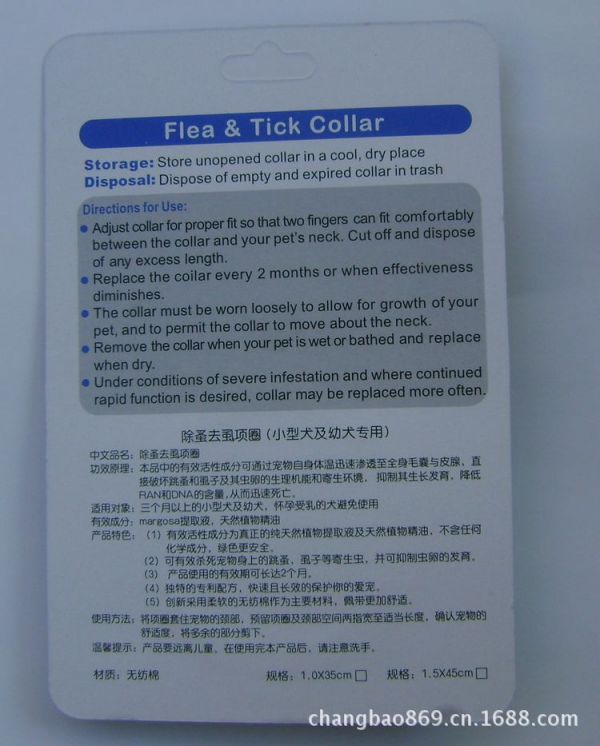 Flea & Tick Collar
Storage: Store unopened collar in a cool, dry place
Disposal: Dispose of empty and expired collar in trash
Directions for Use:
● Adjust collar for proper fit so that two fingers can fit comfortably
between the collar and your pet's neck. Cut off and dispose
of any excess length.
● Replace the coilar every 2 months or when effectiveness
diminishes.
● The collar must be worn loosely to allow for growth of your
pet, and to permit the collar to move about the neck.
● Remove the collar when your pet is wet or bathed and replace
when dry.
● Under conditions of severe infestation and where continued
rapid function is desired, collar may be replaced more often.
除蚤去虱项圈（小型犬及幼犬专用）
中文品名：除蚤去虱项圈
功效原理：本品中的有效活性成分可通过宠物自身体温迅速渗透至全身毛囊与皮腺，直
接破坏跳蚤和虱子及其虫卵的生理机能和寄生环境，抑制其生长发育，降低
RAN和DNA的含量,从而迅速死亡。
适用对象：三个月以上的小型犬及幼犬，怀孕受乳的犬避免使用
有效成分：margosa提取液，天然植物精油
产品特色：（1）有效活性成分为真正的纯天然植物提取液及天然植物精油，不含任何
化学成分，绿色更安全。
（2）可有效杀死宠物身上的跳蚤，虱子等寄生虫，并可抑制虫卵的发育。
（3） 产品使用的有效期可长达2个月。
（4）独特的专利配方，快速且长效的保护你的爱宠。
（5）创新采用柔软的无纺棉作为主要材料，佩带更加舒适。
使用方法：将项圈套住宠物的颈部，预留项圈及颈部空间两指宽至适当长度，确认宠物的
舒适度，将多余的部分剪下。
温馨提示：产品要远离儿童。在使用完本产品后，请注意洗手。
材质：无纺棉 规格：1.0X35cm□ 规格：1.5X45cm□
changbao869.cn.1688.com